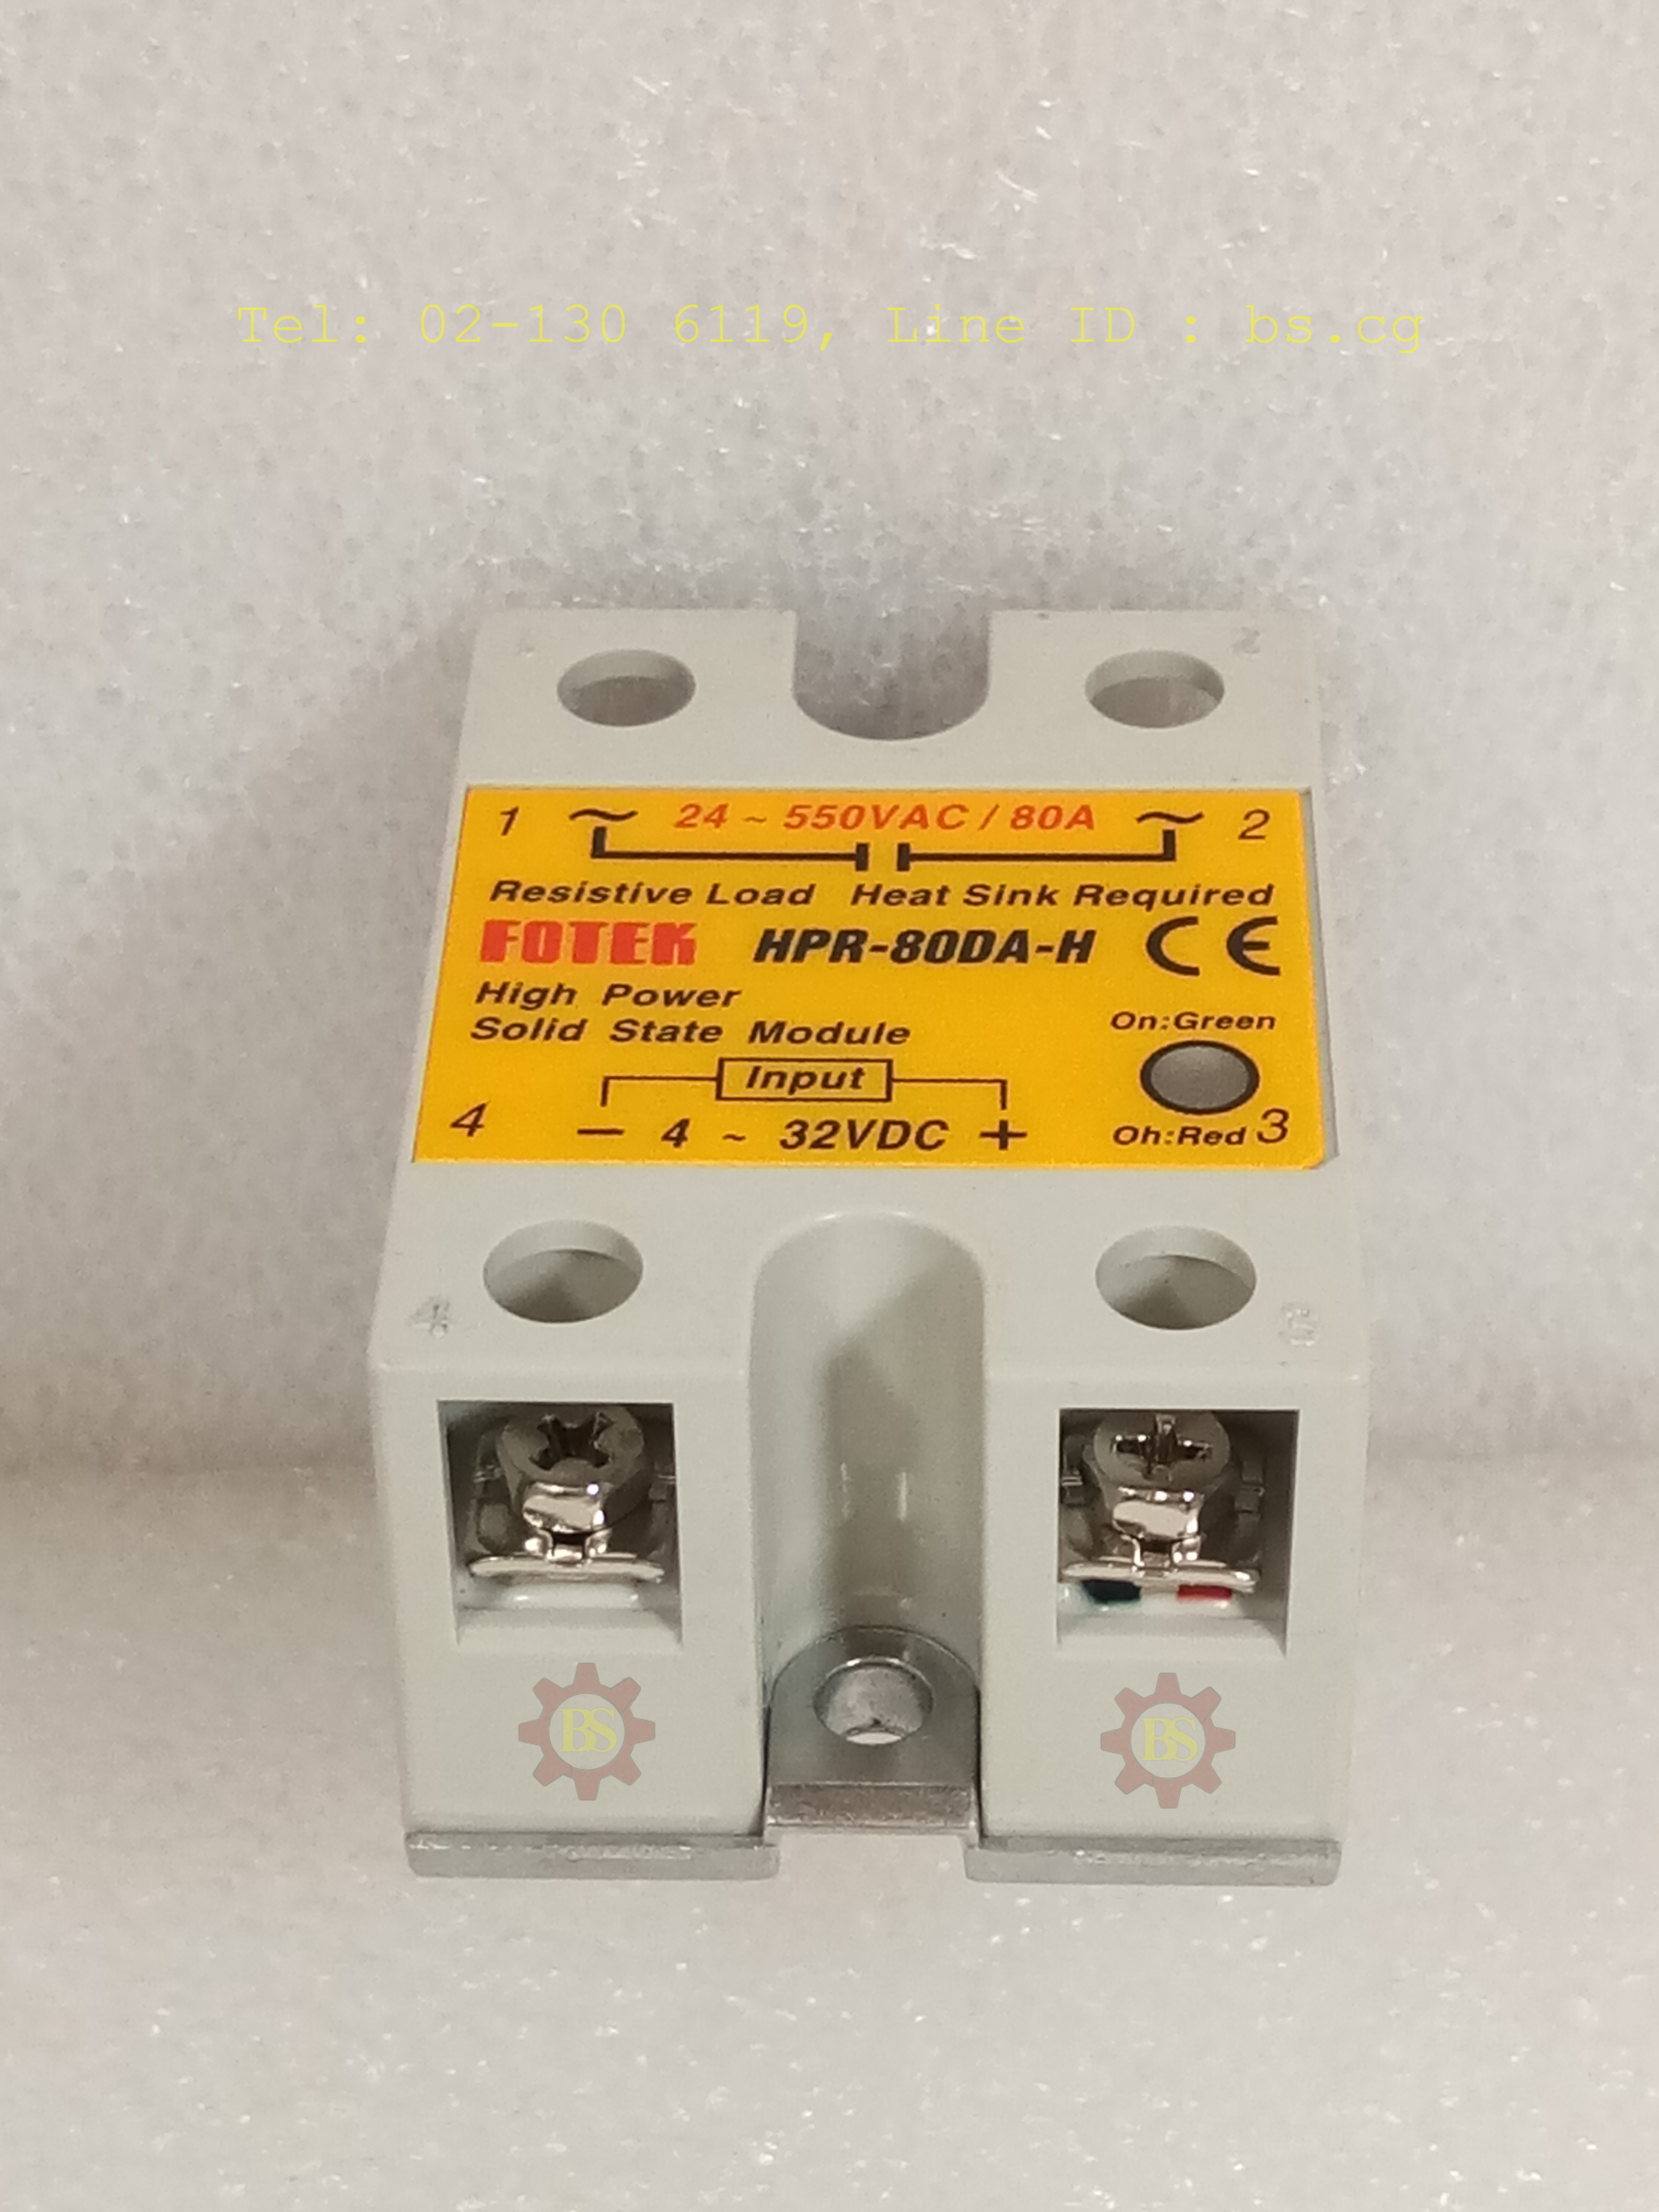 Tel: 02-130 6119, Line ID : bs.cg
2
1 ~ 24 ~ 550VAC / 80A ~ 2
Resistive Load Heat Sink Required
FOTEK HPR-80DA-H CE
High Power
Solid State Module
On:Green
Input
4 − 4 ~ 32VDC +
Oh:Red 3
4
BS BS